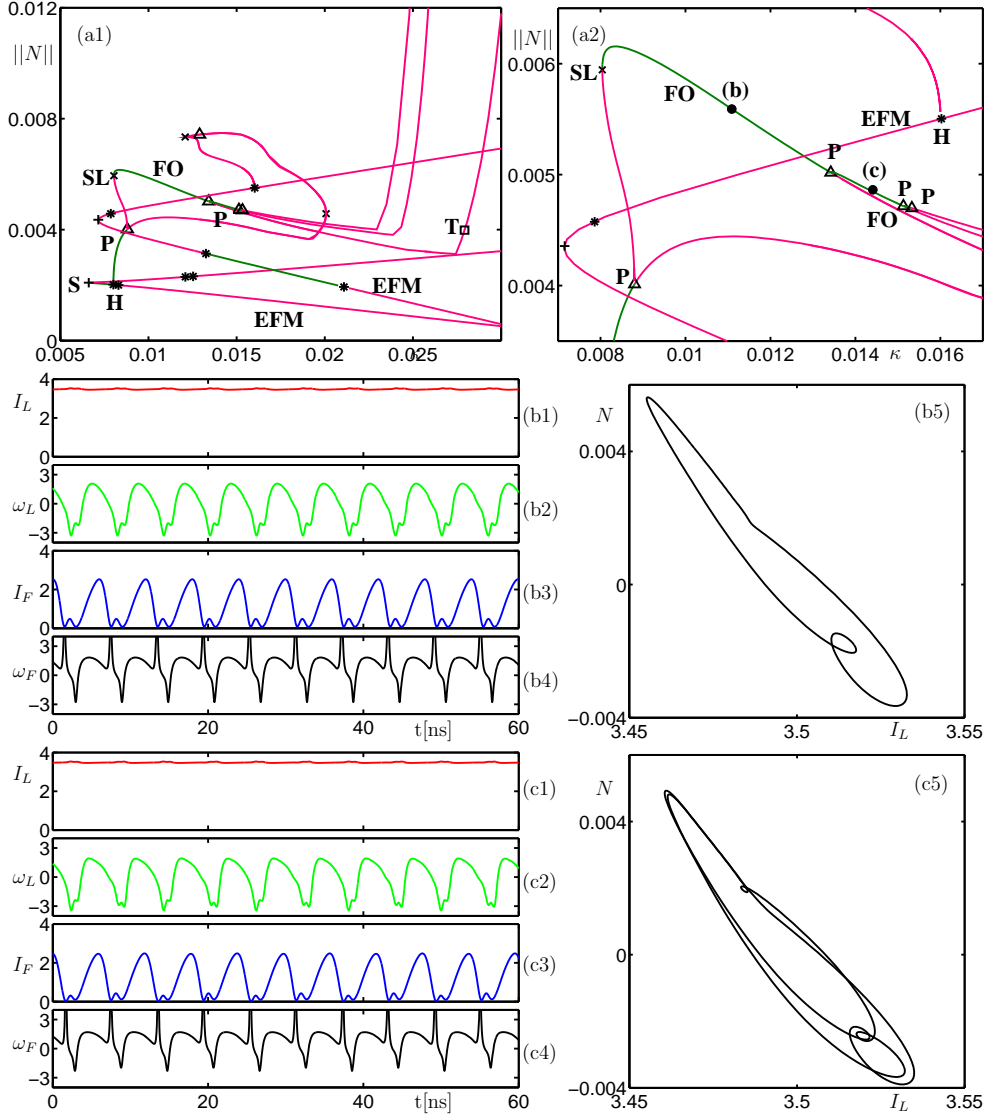 (a1)
||N||
0.012
0.008
0.004
0
SL
FO
P
P
T
S
H
EFM
EFM
0.005
0.01
0.015
0.02
κ
0.025
(a2)
||N||
0.006
0.005
0.004
SL
FO
(b)
EFM
H
P
(c)
P
P
FO
P
0.008
0.01
0.012
0.014
κ
0.016
4
I_L
2
0
(b1)
3
ω_L
0
−3
(b2)
4
I_F
2
0
(b3)
3
ω_F
0
−3
(b4)
0
20
40
t[ns]
60
N
(b5)
0.004
0
−0.004
3.45
3.5
I_L
3.55
4
I_L
2
0
(c1)
3
ω_L
0
−3
(c2)
4
I_F
2
0
(c3)
3
ω_F
0
−3
(c4)
0
20
40
t[ns]
60
N
(c5)
0.004
0
−0.004
3.45
3.5
I_L
3.55